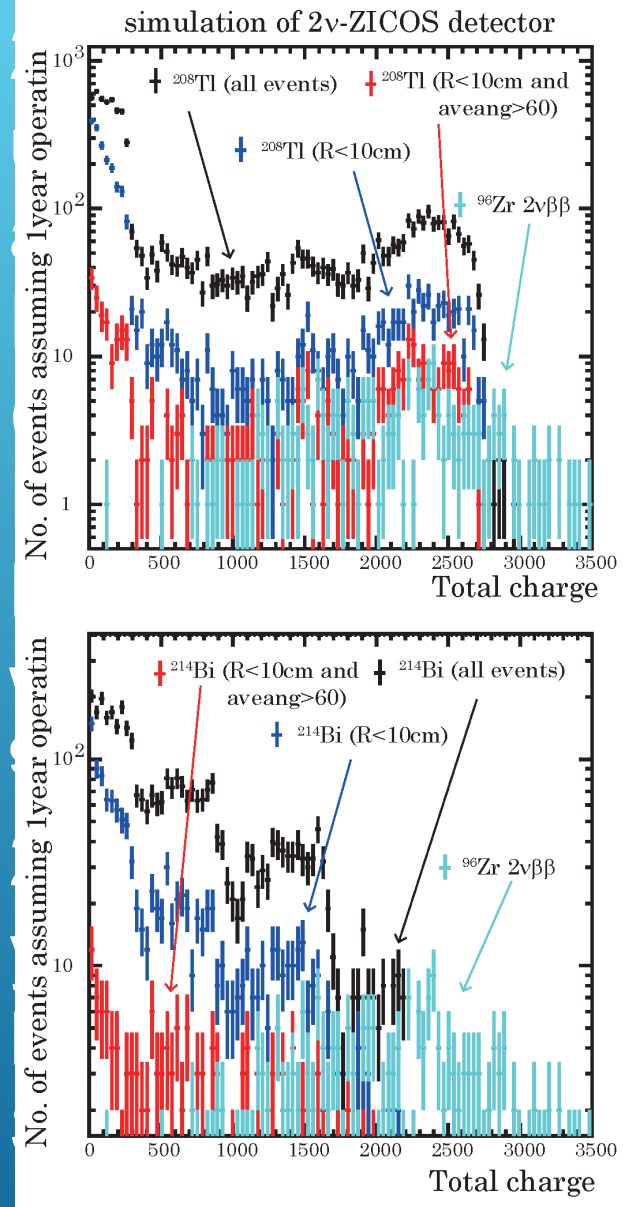 simulation of 2ν-ZICOS detector
No. of events assuming 1year operatin
10³
10²
10
1
²⁰⁸Tl (all events)
²⁰⁸Tl (R<10cm and
aveang>60)
²⁰⁸Tl (R<10cm)
⁹⁶Zr 2νββ
0 500 1000 1500 2000 2500 3000 3500
Total charge
No. of events assuming 1year operatin
10²
10
²¹⁴Bi (R<10cm and
aveang>60)
²¹⁴Bi (all events)
²¹⁴Bi (R<10cm)
⁹⁶Zr 2νββ
0 500 1000 1500 2000 2500 3000 3500
Total charge